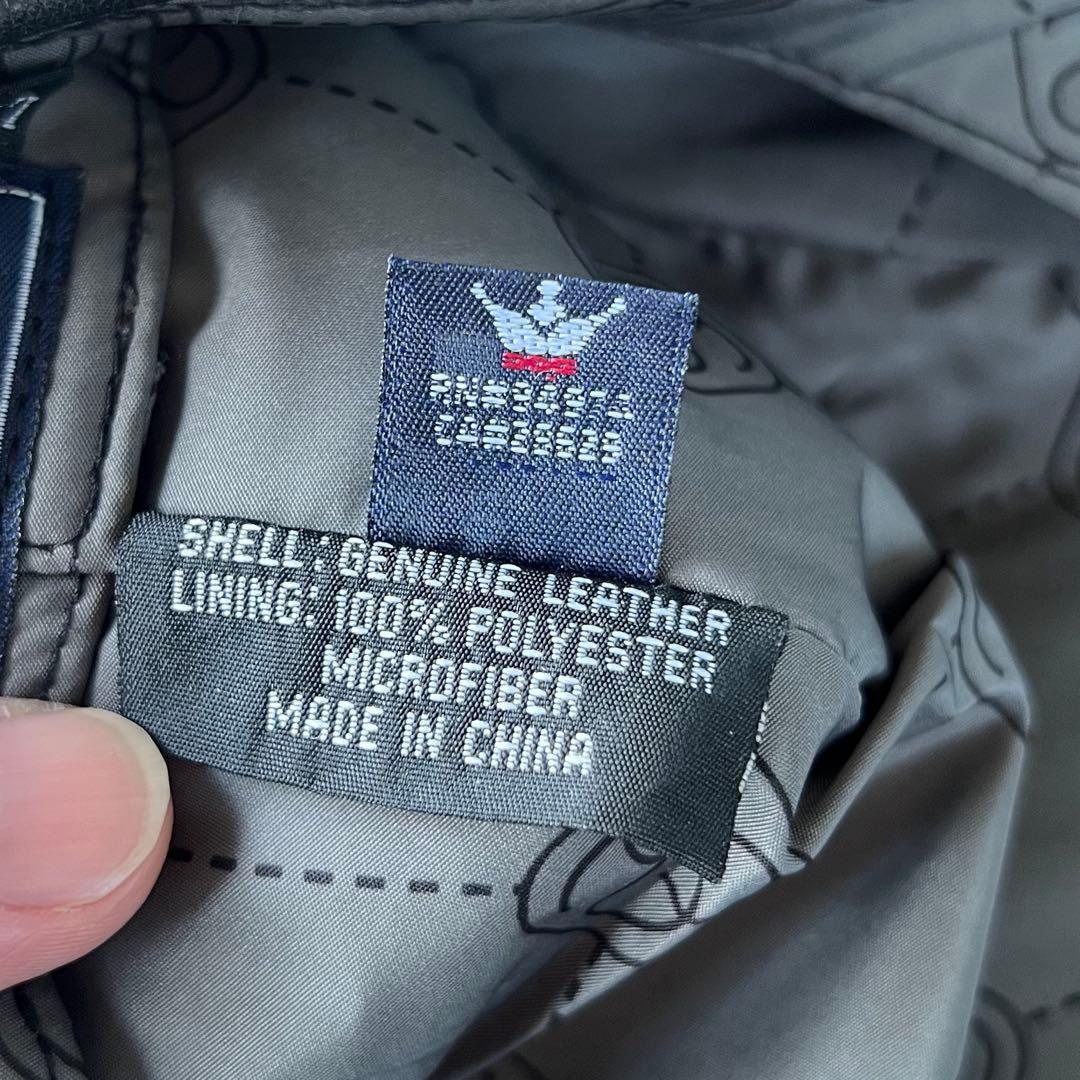 SHELL: GENUINE LEATHER
LINING: 100% POLYESTER
MICROFIBER
MADE IN CHINA